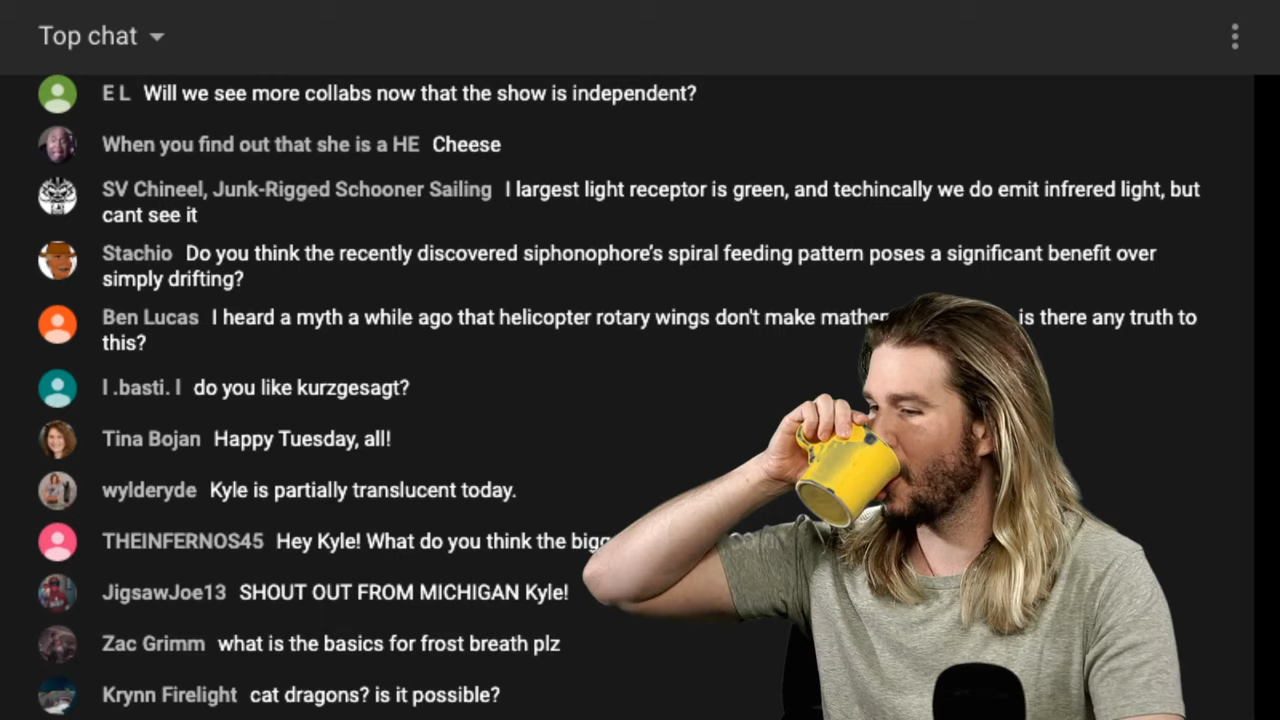 Top chat
E L Will we see more collabs now that the show is independent?
When you find out that she is a HE Cheese
SV Chineel, Junk-Rigged Schooner Sailing I largest light receptor is green, and techincally we do emit infrered light, but
cant see it
Stachio Do you think the recently discovered siphonophore's spiral feeding pattern poses a significant benefit over
simply drifting?
Ben Lucas I heard a myth a while ago that helicopter rotary wings don't make is there any truth to
this?
l .basti. l do you like kurzgesagt?
Tina Bojan Happy Tuesday, all!
wylderyde Kyle is partially translucent today.
THEINFERNOS45 Hey Kyle! What do you think the
JigsawJoe13 SHOUT OUT FROM MICHIGAN Kyle!
Zac Grimm what is the basics for frost breath plz
Krynn Firelight cat dragons? is it possible?